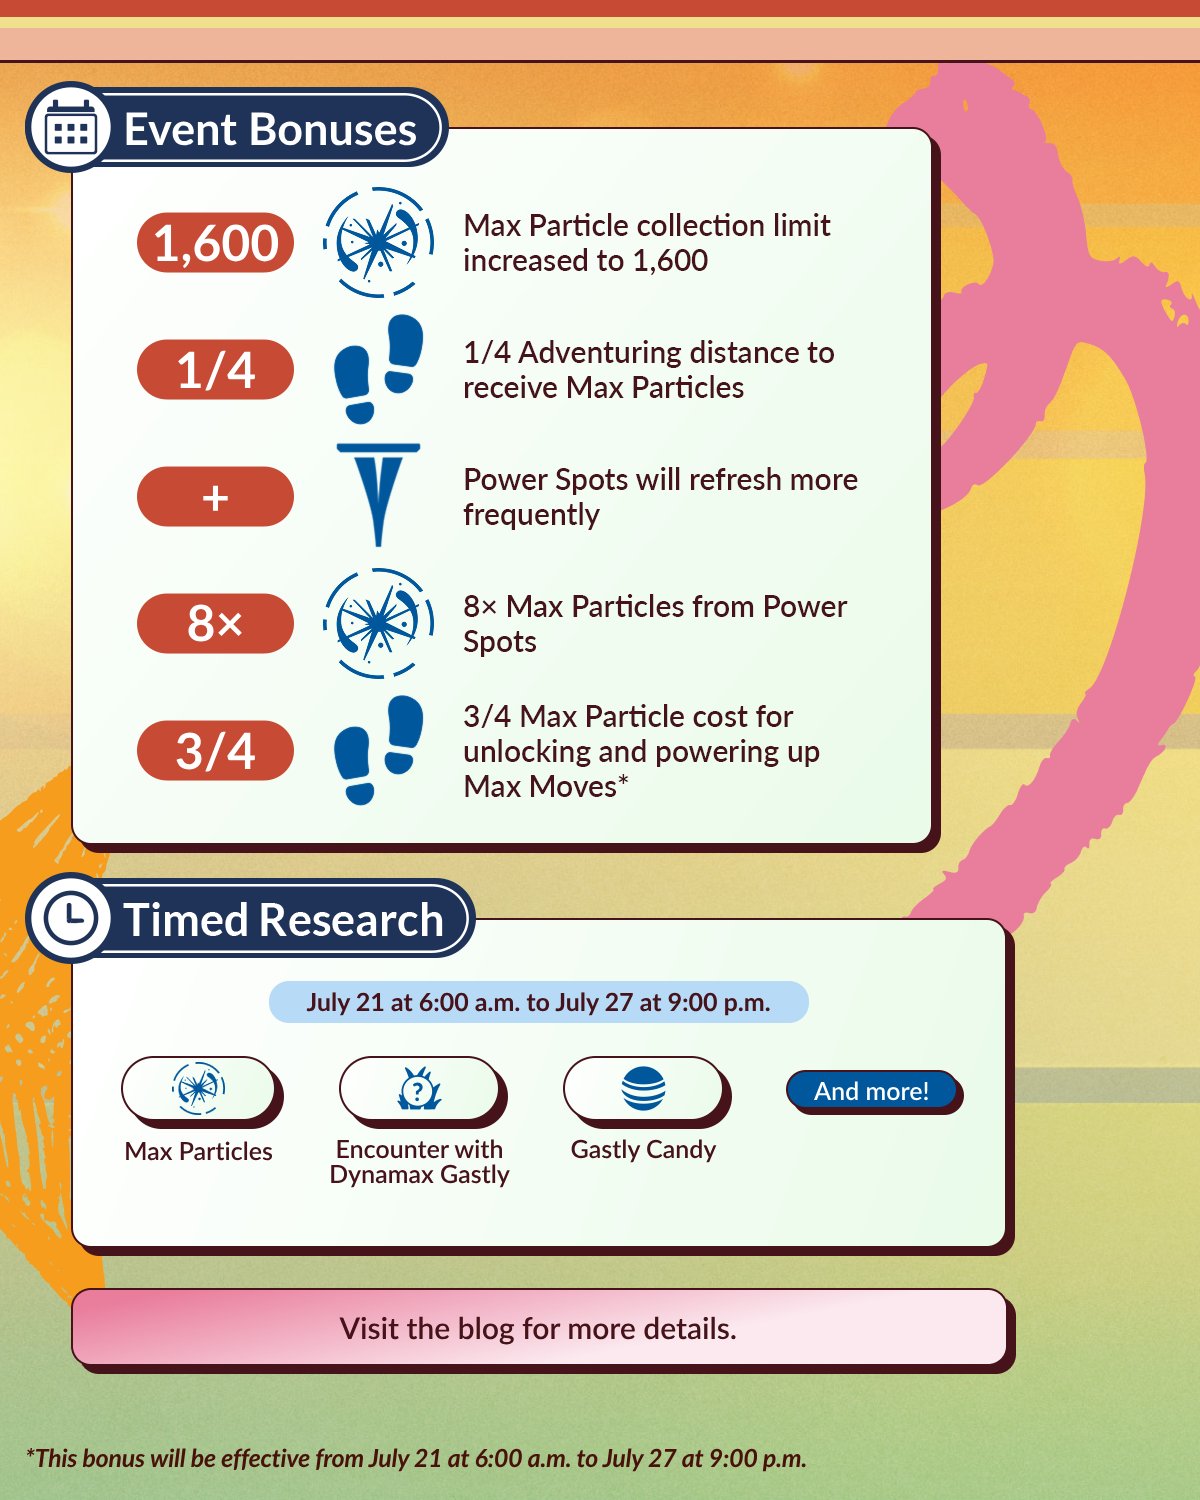 Event Bonuses
1,600
Max Particle collection limit
increased to 1,600
1/4
1/4 Adventuring distance to
receive Max Particles
+
Power Spots will refresh more
frequently
8×
8× Max Particles from Power
Spots
3/4
3/4 Max Particle cost for
unlocking and powering up
Max Moves*
Timed Research
July 21 at 6:00 a.m. to July 27 at 9:00 p.m.
Max Particles
?
Encounter with
Dynamax Gastly
Gastly Candy
And more!
Visit the blog for more details.
*This bonus will be effective from July 21 at 6:00 a.m. to July 27 at 9:00 p.m.